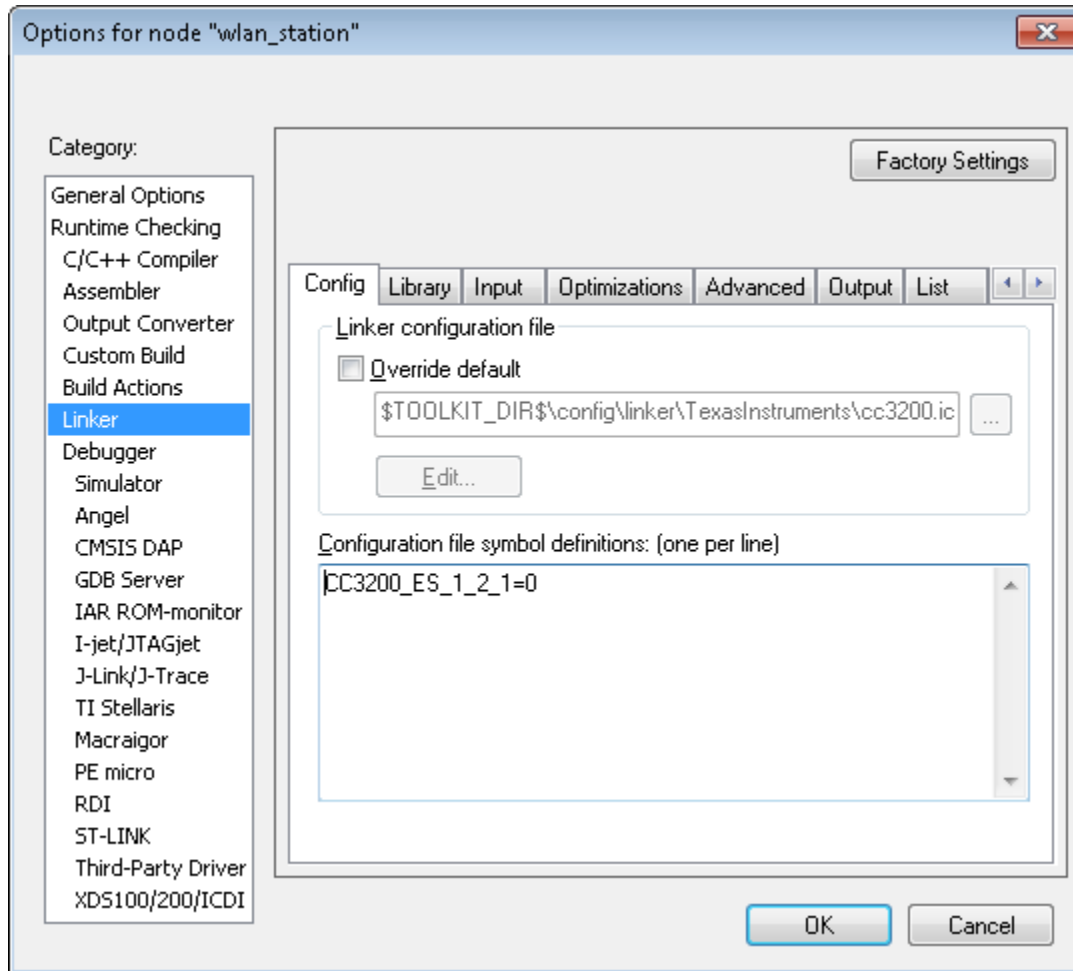 Options for node "wlan_station"
Category:
General Options
Runtime Checking
C/C++ Compiler
Assembler
Output Converter
Custom Build
Build Actions
Linker
Debugger
Simulator
Angel
CMSIS DAP
GDB Server
IAR ROM-monitor
I-jet/JTAGjet
J-Link/J-Trace
TI Stellaris
Macraigor
PE micro
RDI
ST-LINK
Third-Party Driver
XDS100/200/ICDI
Factory Settings
Config Library Input Optimizations Advanced Output List
Linker configuration file
Override default
$TOOLKIT_DIR$\config\linker\TexasInstruments\cc3200.ic
...
Edit...
Configuration file symbol definitions: (one per line)
CC3200_ES_1_2_1=0
OK Cancel